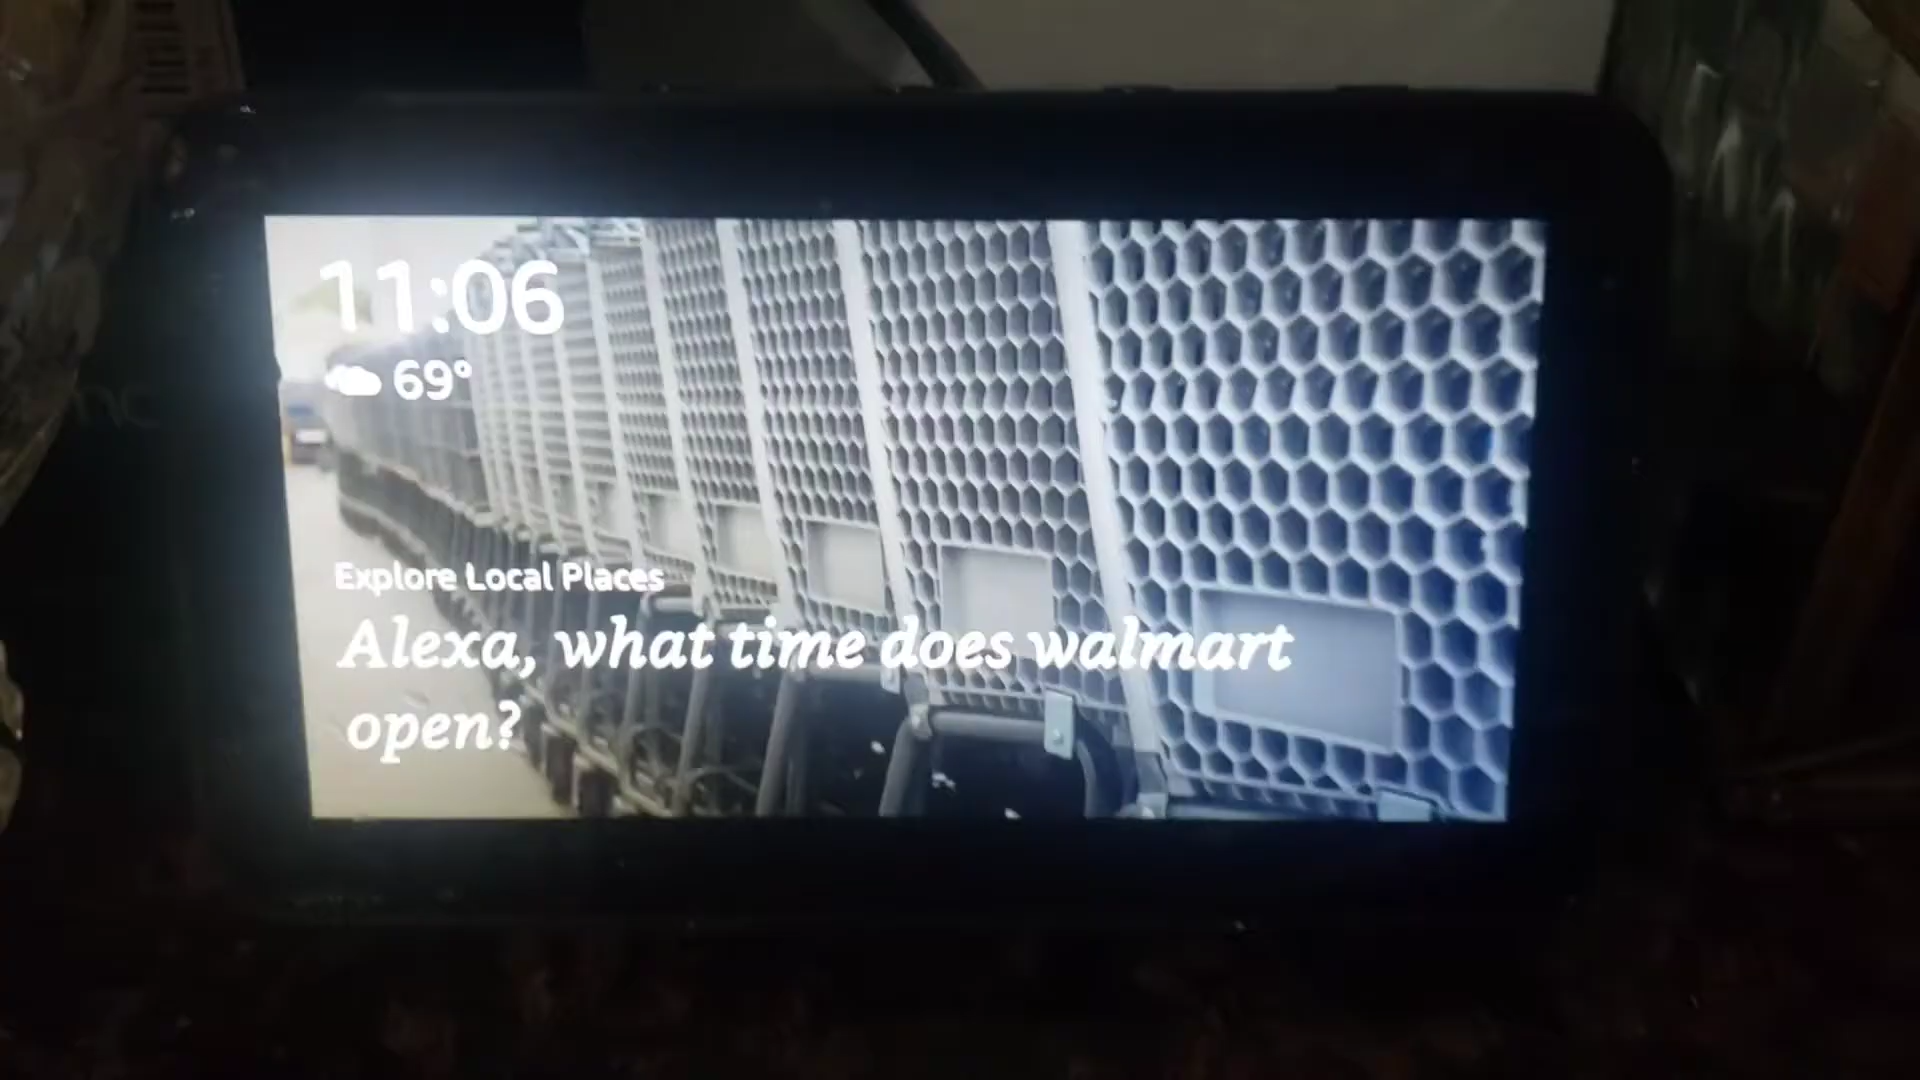 11:06
69°
Explore Local Places
Alexa, what time does walmart
open?